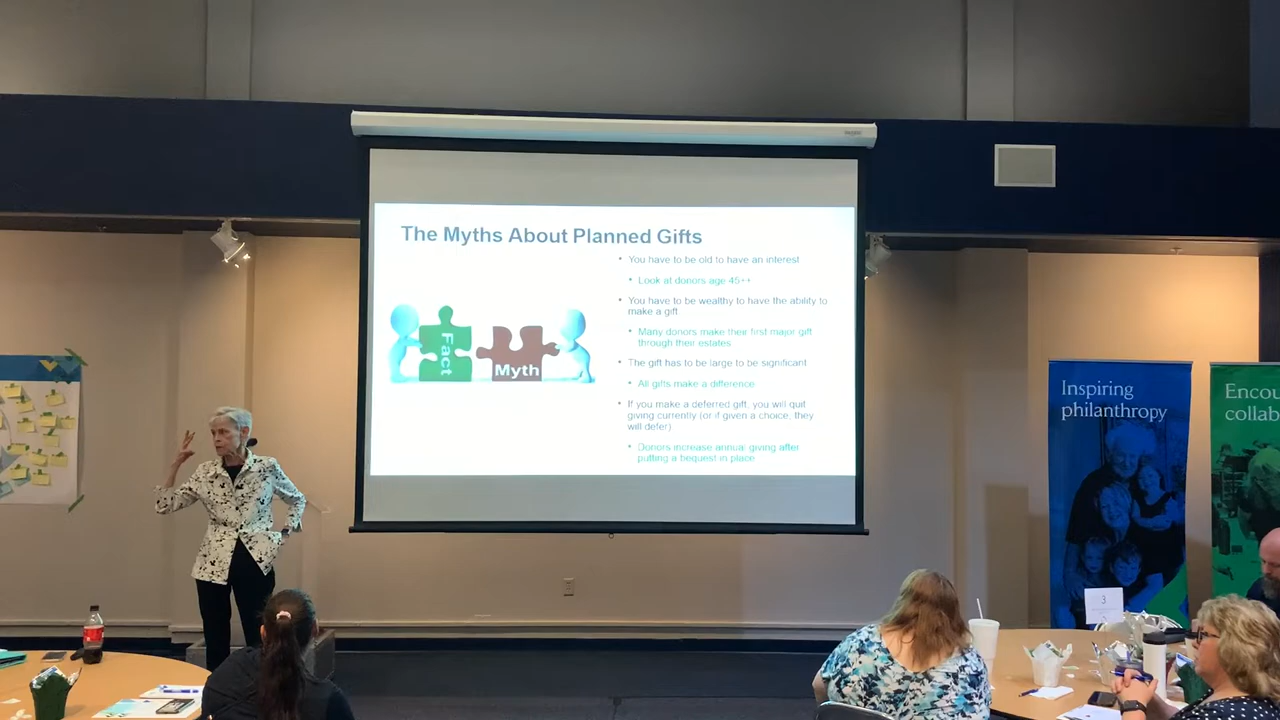 The Myths About Planned Gifts
• You have to be old to have an interest
• Look at donors age 45++
• You have to be wealthy to have the ability to
make a gift
• Many donors make their first major gift
through their estates
• The gift has to be large to be significant
• All gifts make a difference
• If you make a deferred gift, you will quit
giving currently (or if given a choice, they
will defer)
• Donors increase annual giving after
putting a bequest in place
Fact
Myth
Inspiring
philanthropy
Encou
collab
3